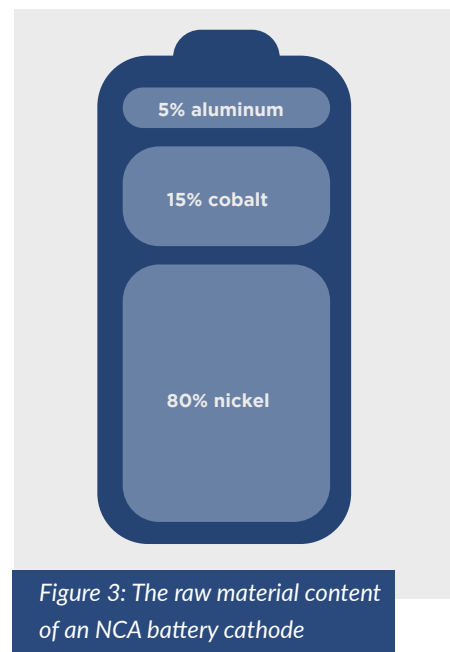 5% aluminum
15% cobalt
80% nickel
Figure 3: The raw material content
of an NCA battery cathode